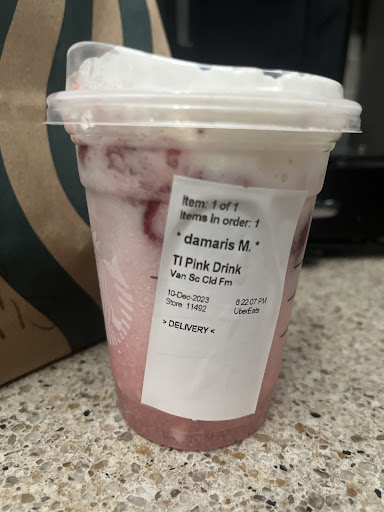 Item: 1 of 1
Items in order: 1
* damaris M. *
Tl Pink Drink
Van Sc Cld Fm
10-Dec-2023 6:22:07 PM
Store: 11492 UberEats
> DELIVERY <